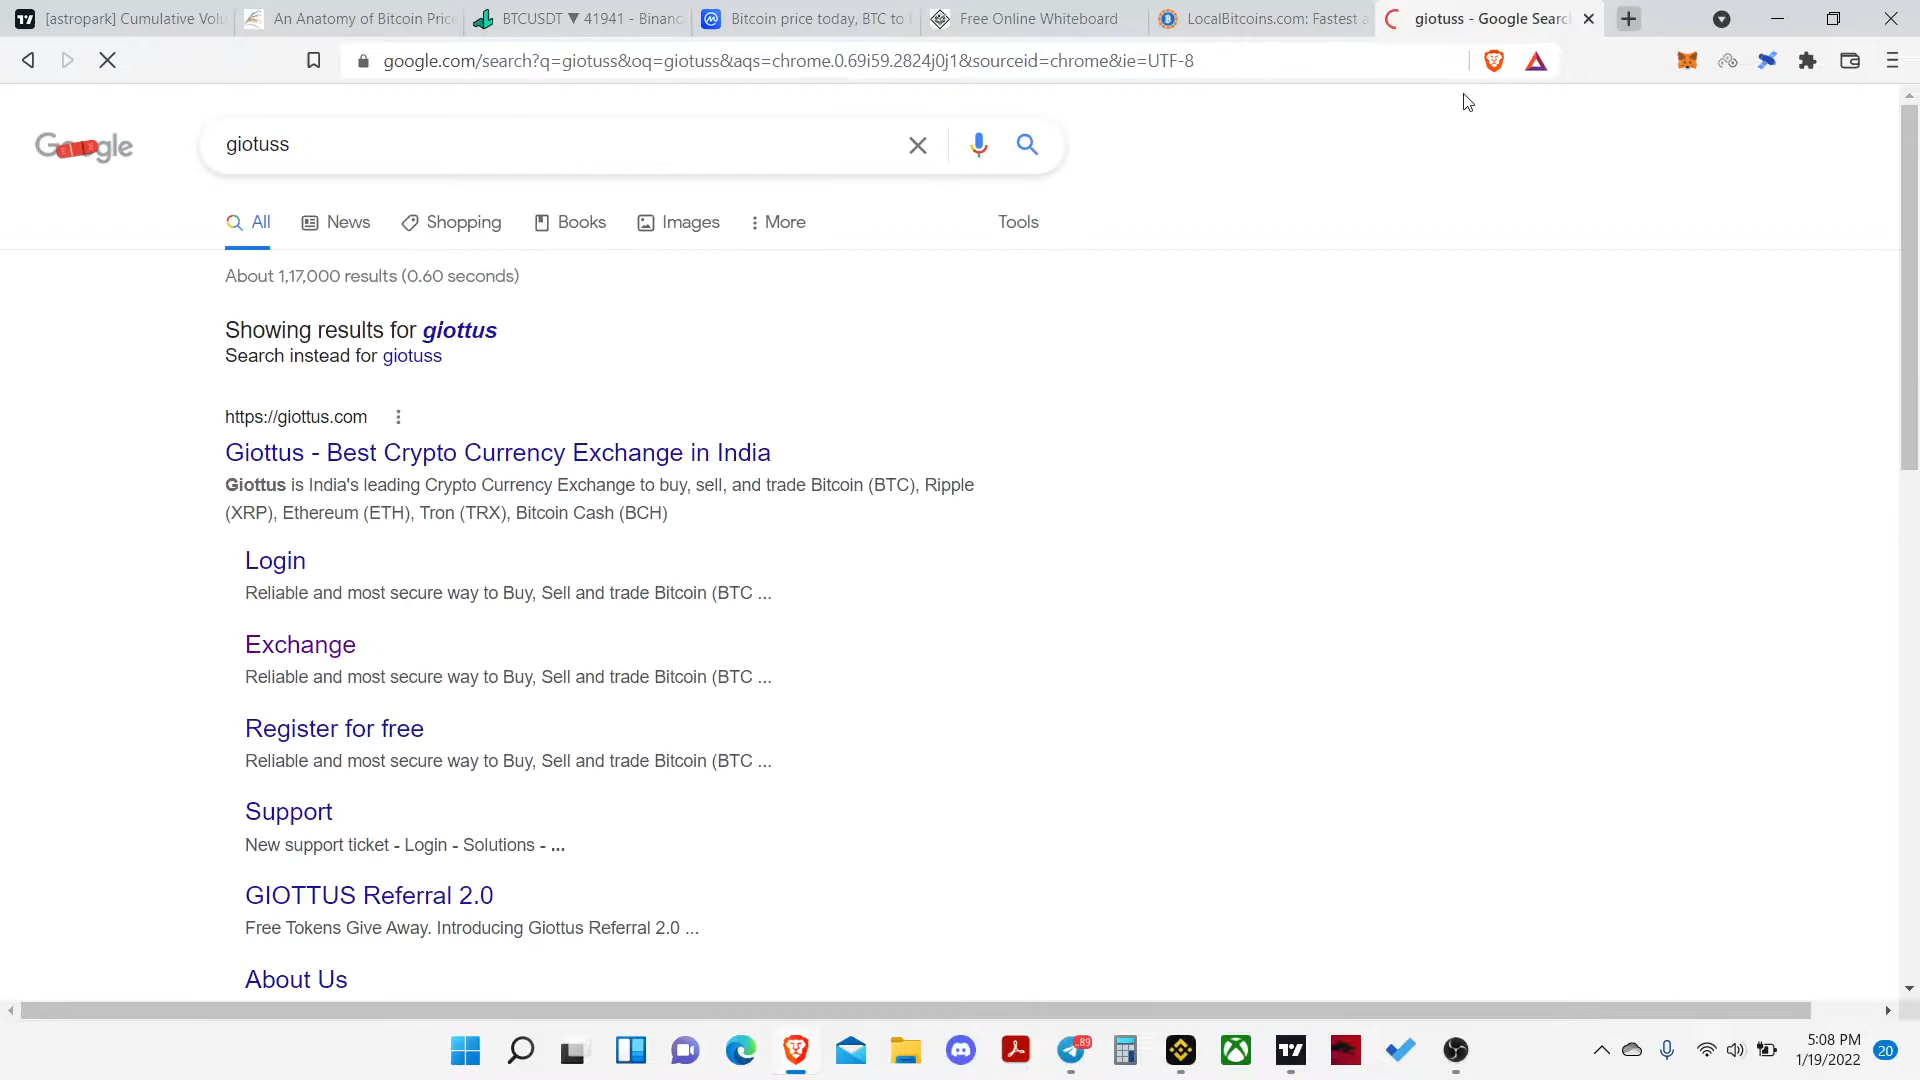 [astropark] Cumulative Volu
An Anatomy of Bitcoin Price
BTCUSDT ▼ 41941 - Binanc
Bitcoin price today, BTC to
Free Online Whiteboard
LocalBitcoins.com: Fastest a
giotuss - Google Searc
google.com/search?q=giotuss&oq=giotuss&aqs=chrome.0.69i59.2824j0j1&sourceid=chrome&ie=UTF-8
Google
giotuss
All
News
Shopping
Books
Images
More
Tools
About 1,17,000 results (0.60 seconds)
Showing results for giottus
Search instead for giotuss
https://giottus.com
Giottus - Best Crypto Currency Exchange in India
Giottus is India's leading Crypto Currency Exchange to buy, sell, and trade Bitcoin (BTC), Ripple
(XRP), Ethereum (ETH), Tron (TRX), Bitcoin Cash (BCH)
Login
Reliable and most secure way to Buy, Sell and trade Bitcoin (BTC ...
Exchange
Reliable and most secure way to Buy, Sell and trade Bitcoin (BTC ...
Register for free
Reliable and most secure way to Buy, Sell and trade Bitcoin (BTC ...
Support
New support ticket - Login - Solutions - ...
GIOTTUS Referral 2.0
Free Tokens Give Away. Introducing Giottus Referral 2.0 ...
About Us
89
5:08 PM
1/19/2022
20